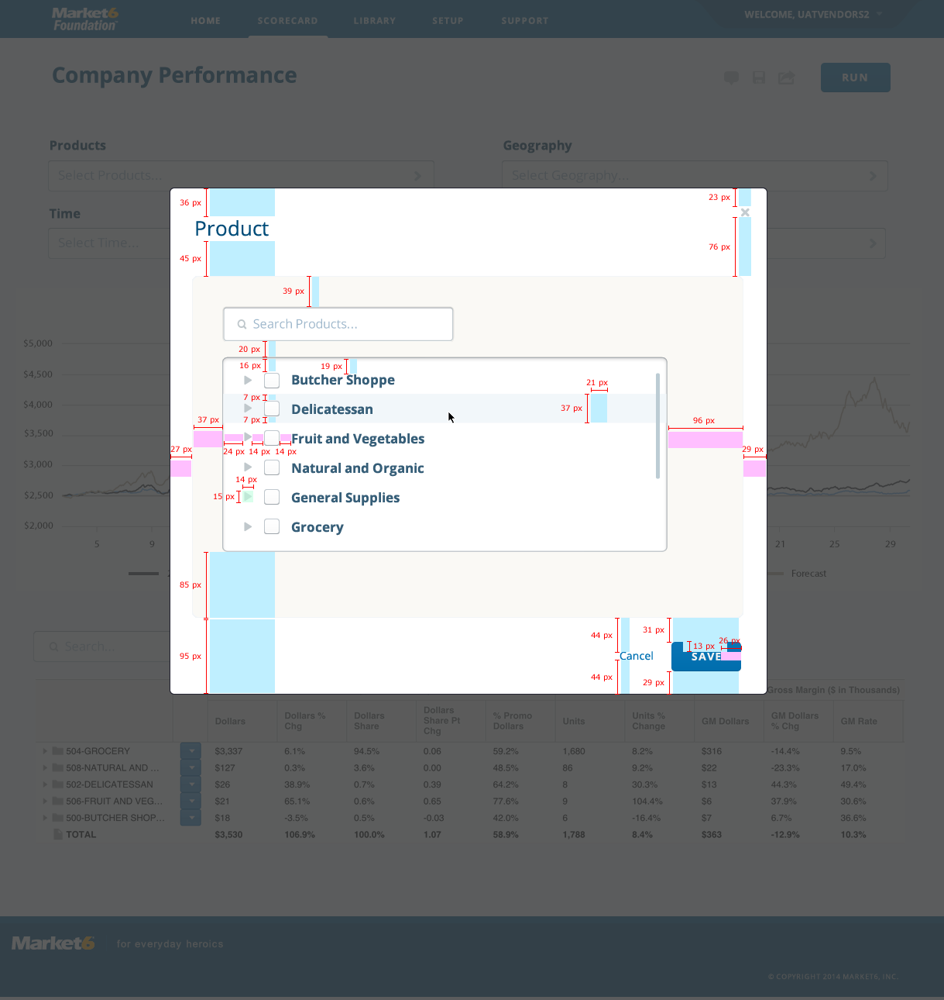 Market6
Foundation
HOME
SCORECARD
LIBRARY
SETUP
SUPPORT
WELCOME, UATVENDORS2
Company Performance
RUN
Products
Geography
Select Products...
Select Geography...
Time
Select Time...
36 px
23 px
Product
45 px
76 px
39 px
Search Products...
20 px
16 px
19 px
Butcher Shoppe
21 px
7 px
Delicatessan
37 px
7 px
37 px
96 px
Fruit and Vegetables
27 px
24 px
14 px
14 px
29 px
Natural and Organic
14 px
15 px
General Supplies
Grocery
$5,000
$4,500
$4,000
$3,500
$3,000
$2,500
$2,000
5
9
21
25
29
Forecast
85 px
44 px
31 px
26 px
13 px
Search...
95 px
Cancel
SAVE
44 px
29 px
Gross Margin ($ in Thousands)
Dollars
Dollars % Chg
Dollars Share
Dollars Share Pt Chg
% Promo Dollars
Units
Units % Change
GM Dollars
GM Dollars % Chg
GM Rate
504-GROCERY $3,337 6.1% 94.5% 0.06 59.2% 1,680 8.2% $316 -14.4% 9.5%
508-NATURAL AND ... $127 0.3% 3.6% 0.00 48.5% 86 9.2% $22 -23.3% 17.0%
502-DELICATESSAN $26 38.9% 0.7% 0.39 64.2% 8 30.3% $13 44.3% 49.4%
506-FRUIT AND VEG... $21 65.1% 0.6% 0.65 77.6% 9 104.4% $6 37.9% 30.6%
500-BUTCHER SHOP... $18 -3.5% 0.5% -0.03 42.0% 6 -16.4% $7 6.7% 36.6%
TOTAL $3,530 106.9% 100.0% 1.07 58.9% 1,788 8.4% $363 -12.9% 10.3%
Market6
for everyday heroics
© COPYRIGHT 2014 MARKET6, INC.